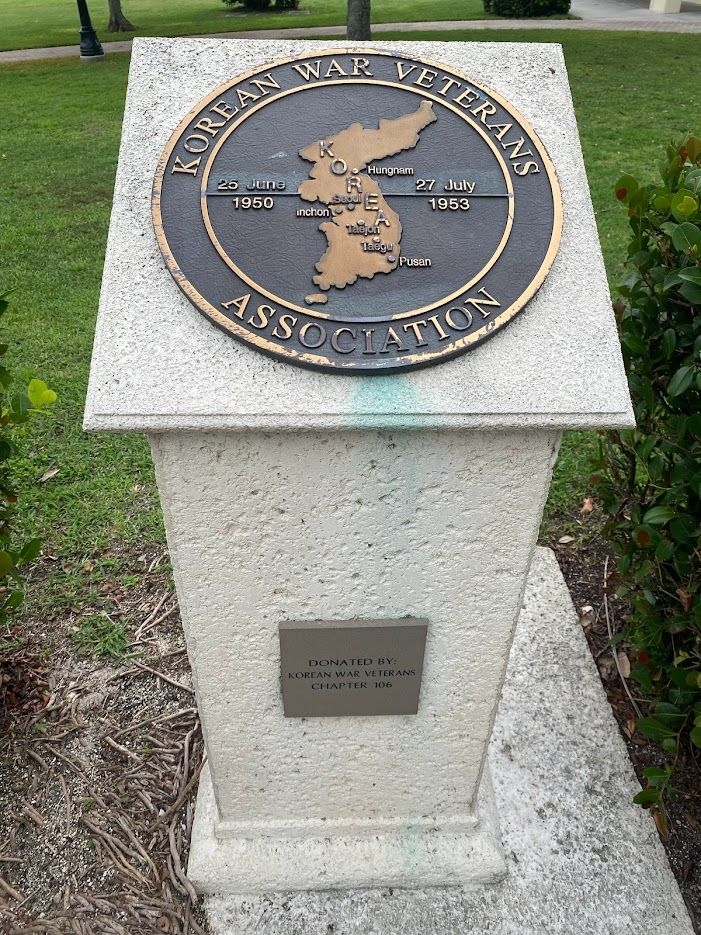 KOREAN WAR VETERANS
KOREA
Hungnam
25 June 27 July
1950 1953
Seoul
Inchon
Taejon
Taegu
Pusan
ASSOCIATION
DONATED BY:
KOREAN WAR VETERANS
CHAPTER 106